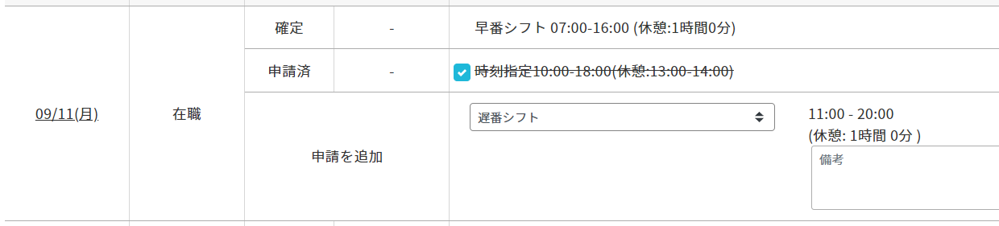 確定
-
早番シフト 07:00-16:00 (休憩:1時間0分)
申請済
-
時刻指定10:00-18:00(休憩:13:00-14:00)
09/11(月)
在職
申請を追加
遅番シフト
11:00 - 20:00
(休憩: 1時間 0分 )
備考